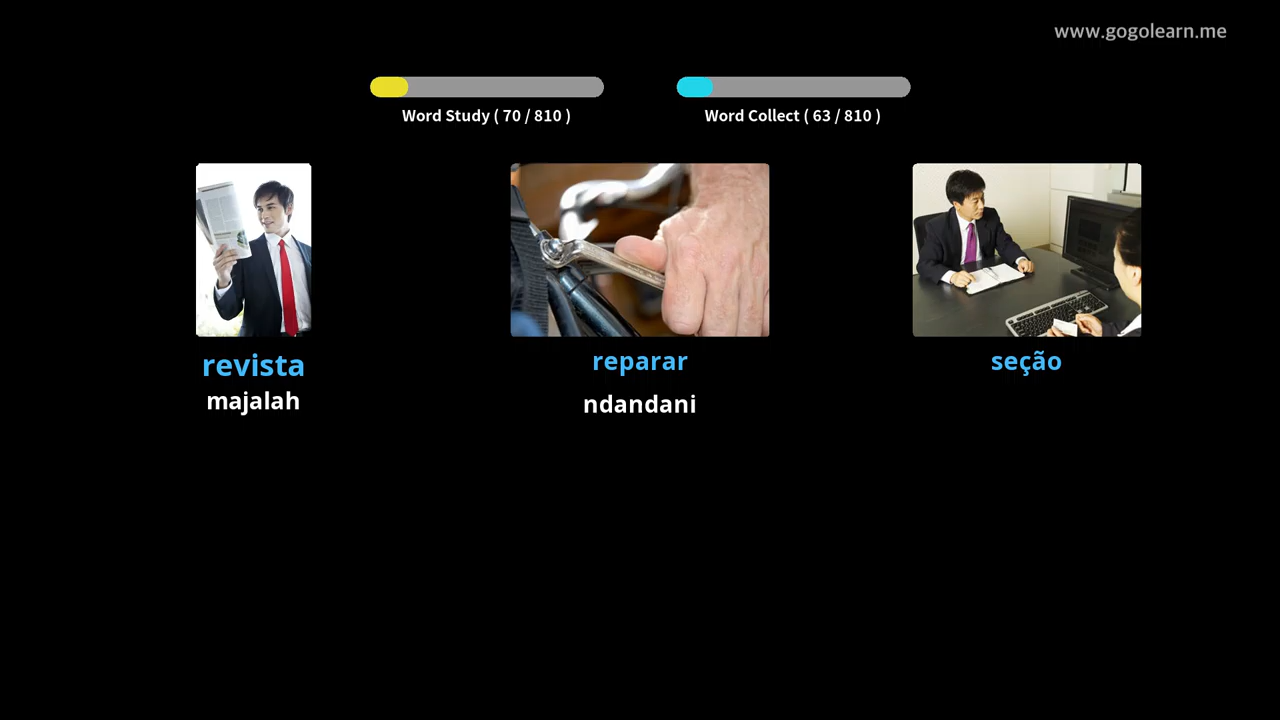 www.gogolearn.me
Word Study ( 70 / 810 )
Word Collect ( 63 / 810 )
revista
majalah
reparar
ndandani
seção